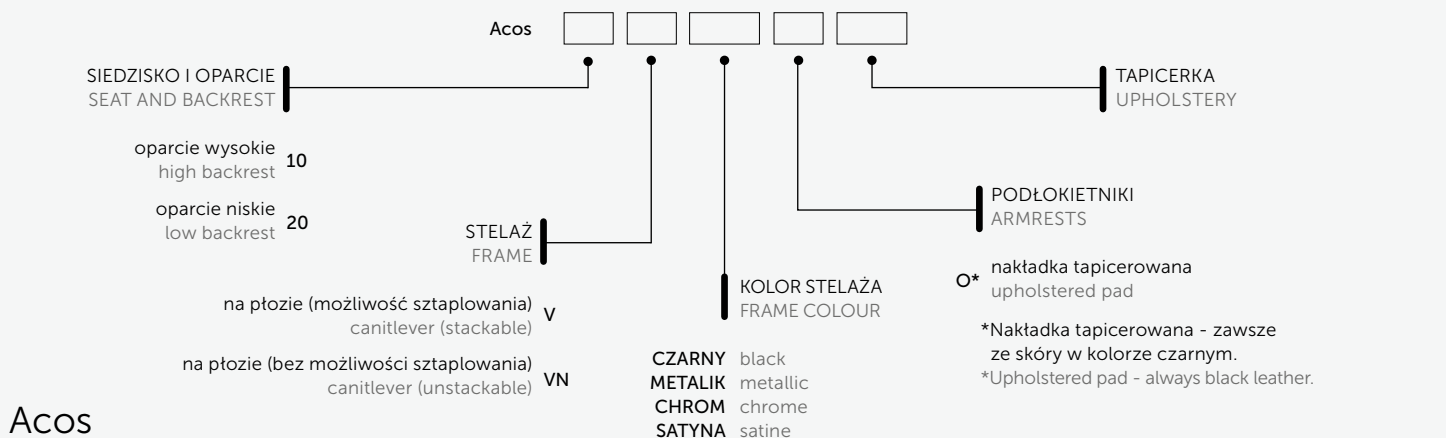 Acos
SIEDZISKO I OPARCIE
SEAT AND BACKREST
oparcie wysokie
high backrest
10
oparcie niskie
low backrest
20
STELAŻ
FRAME
na płozie (możliwość sztaplowania)
canitlever (stackable)
V
na płozie (bez możliwości sztaplowania)
canitlever (unstackable)
VN
KOLOR STELAŻA
FRAME COLOUR
CZARNY black
METALIK metallic
CHROM chrome
SATYNA satine
PODŁOKIETNIKI
ARMRESTS
O*
nakładka tapicerowana
upholstered pad
*Nakładka tapicerowana - zawsze
ze skóry w kolorze czarnym.
*Upholstered pad - always black leather.
TAPICERKA
UPHOLSTERY
Acos